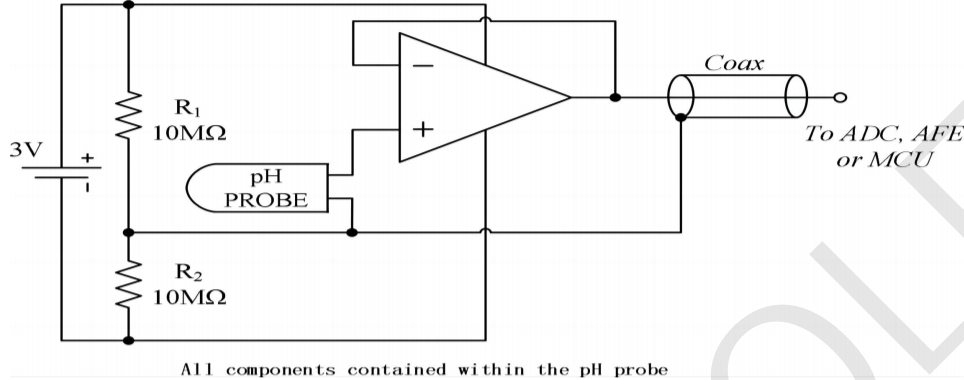 Coax
R1
10MΩ
3V
+
-
−
+
pH
PROBE
To ADC, AFE
or MCU
R2
10MΩ
All components contained within the pH probe